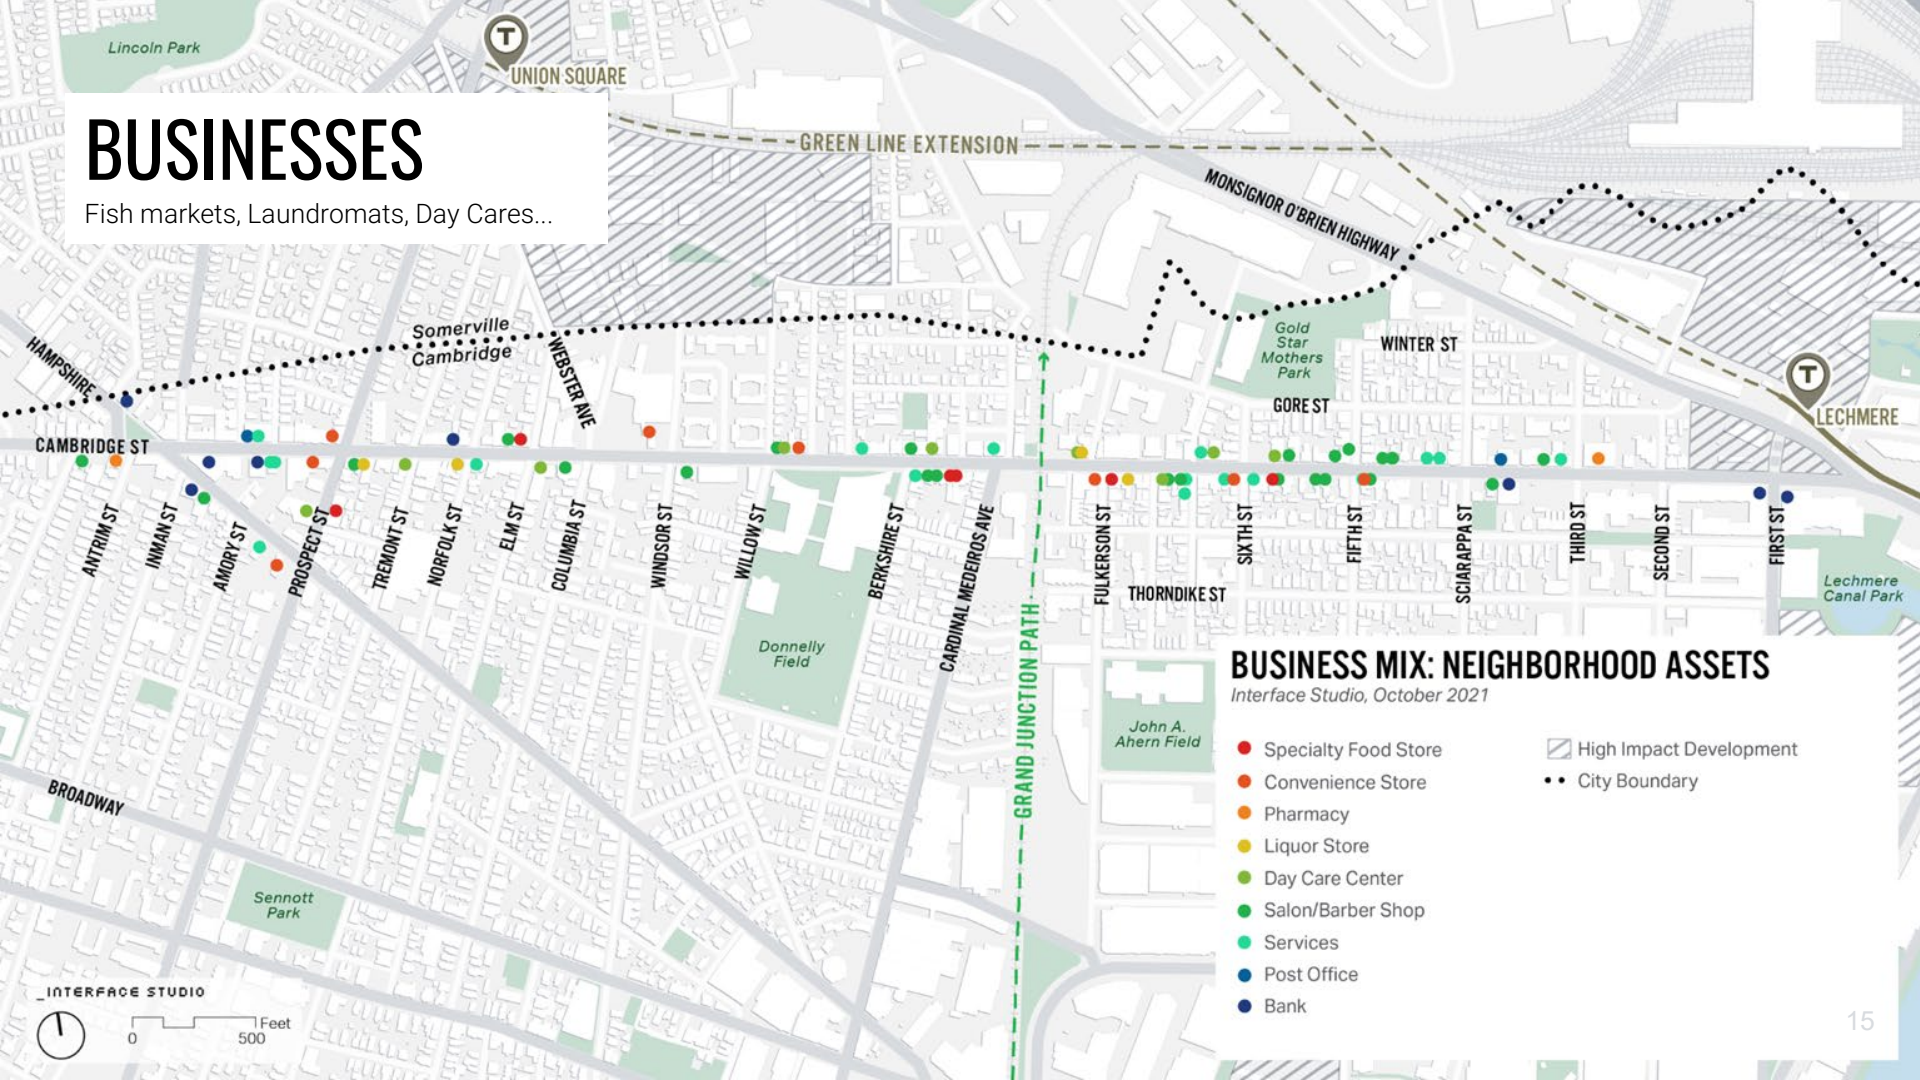 Lincoln Park
T
UNION SQUARE
BUSINESSES
Fish markets, Laundromats, Day Cares...
GREEN LINE EXTENSION
MONSIGNOR O'BRIEN HIGHWAY
Somerville
Cambridge
HAMPSHIRE
WEBSTER AVE
Gold
Star
Mothers
Park
WINTER ST
GORE ST
T
LECHMERE
CAMBRIDGE ST
ANTRIM ST
INMAN ST
AMORY ST
PROSPECT ST
TREMONT ST
NORFOLK ST
ELM ST
COLUMBIA ST
WINDSOR ST
WILLOW ST
BERKSHIRE ST
CARDINAL MEDEIROS AVE
GRAND JUNCTION PATH
FULKERSON ST
THORNDIKE ST
SIXTH ST
FIFTH ST
SCIARAPPA ST
THIRD ST
SECOND ST
FIRST ST
Lechmere
Canal Park
Donnelly
Field
John A.
Ahern Field
BROADWAY
Sennott
Park
BUSINESS MIX: NEIGHBORHOOD ASSETS
Interface Studio, October 2021
Specialty Food Store
Convenience Store
Pharmacy
Liquor Store
Day Care Center
Salon/Barber Shop
Services
Post Office
Bank
High Impact Development
City Boundary
_INTERFACE STUDIO
0 500 Feet
15